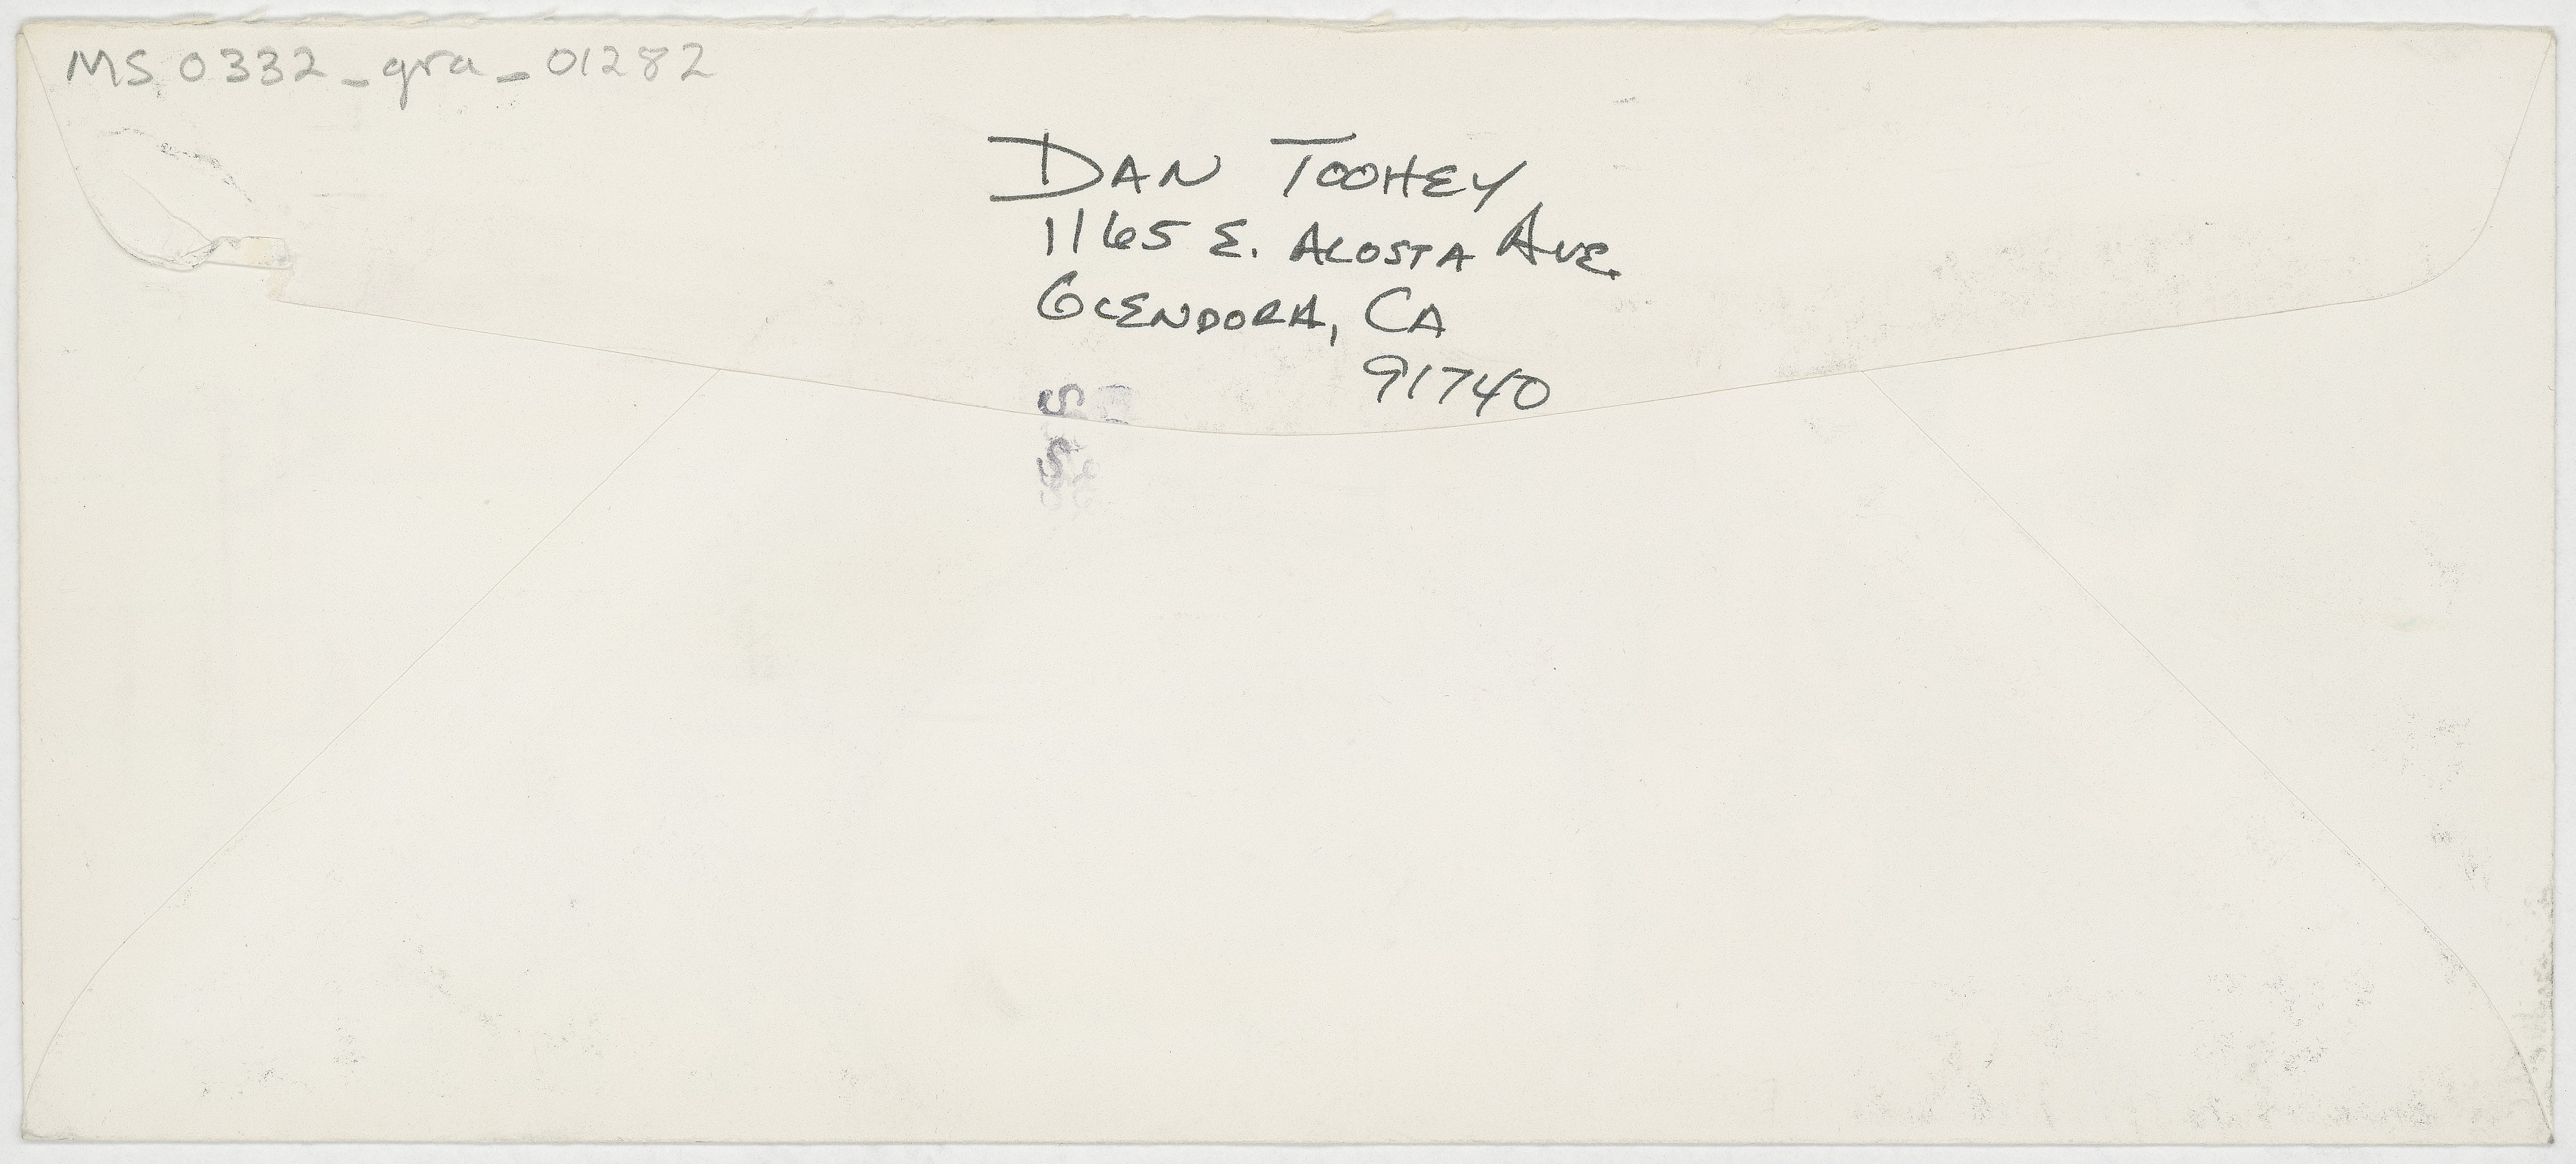 MS 0332_gra_01282
DAN TOOHEY
1165 E. ALOSTA AVE.
GLENDORA, CA
91740